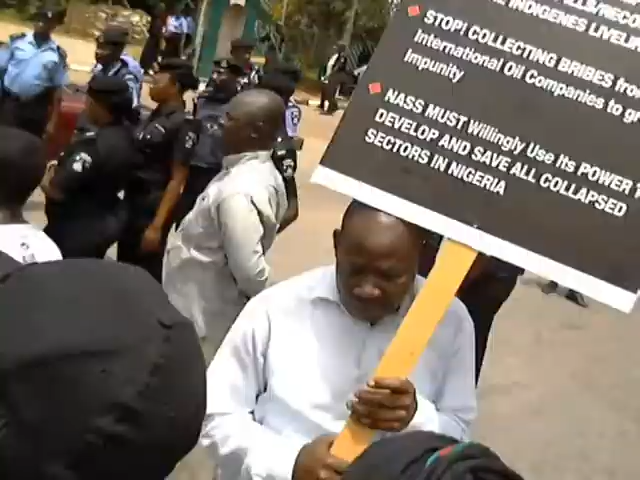 HE INDIGENES LIVELI
STOP! COLLECTING BRIBES from
International Oil Companies to
Impunity
NASS MUST Willingly Use Its POWER
DEVELOP AND SAVE ALL COLLAPSED
SECTORS IN NIGERIA